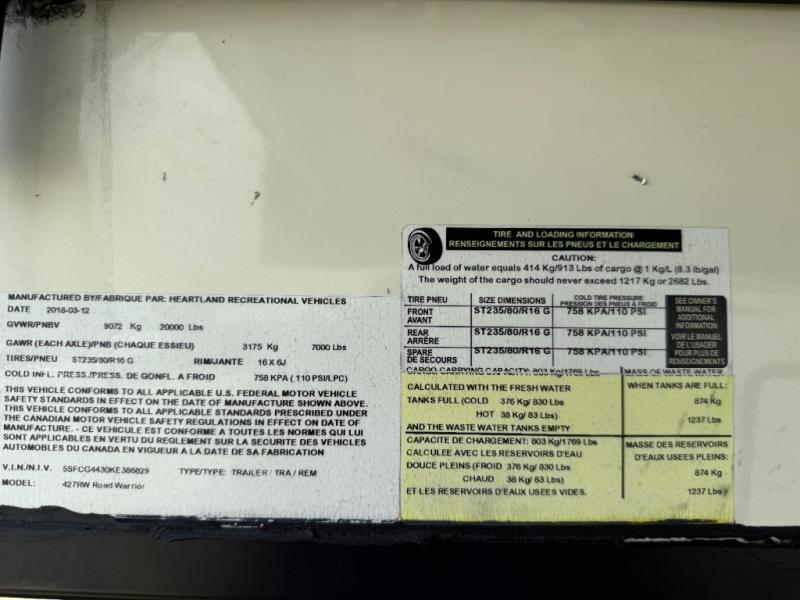 MANUFACTURED BY/FABRIQUE PAR: HEARTLAND RECREATIONAL VEHICLES
DATE 2018-03-12
GVWR/PNBV 9072 Kg 20000 Lbs
GAWR (EACH AXLE)/PNB (CHAQUE ESSIEU) 3175 Kg 7000 Lbs
TIRES/PNEU ST235/80/R16 G RIM/JANTE 16 X 6J
COLD INFL. PRESS./PRESS. DE GONFL. A FROID 758 KPA ( 110 PSI/LPC)
THIS VEHICLE CONFORMS TO ALL APPLICABLE U.S. FEDERAL MOTOR VEHICLE
SAFETY STANDARDS IN EFFECT ON THE DATE OF MANUFACTURE SHOWN ABOVE.
THIS VEHICLE CONFORMS TO ALL APPLICABLE STANDARDS PRESCRIBED UNDER
THE CANADIAN MOTOR VEHICLE SAFETY REGULATIONS IN EFFECT ON DATE OF
MANUFACTURE. - CE VEHICULE EST CONFORME A TOUTES LES NORMES QUI LUI
SONT APPLICABLES EN VERTU DU REGLEMENT SUR LA SECURITE DES VEHICLES
AUTOMOBILES DU CANADA EN VIGUEUR A LA DATE DE SA FABRICATION
V.I.N./N.I.V. 5SFCG4430KE386829 TYPE/TYPE: TRAILER / TRA / REM
MODEL: 427RW Road Warrior
TIRE AND LOADING INFORMATION
RENSEIGNEMENTS SUR LES PNEUS ET LE CHARGEMENT
CAUTION:
A full load of water equals 414 Kg/913 Lbs of cargo @ 1 Kg/L (8.3 lb/gal)
The weight of the cargo should never exceed 1217 Kg or 2682 Lbs.
TIRE PNEU SIZE DIMENSIONS COLD TIRE PRESSURE
PRESSION DES PNEUS À FROID
FRONT
AVANT ST235/80/R16 G 758 KPA/110 PSI
REAR
ARRÈRE ST235/80/R16 G 758 KPA/110 PSI
SPARE
DE SECOURS ST235/80/R16 G 758 KPA/110 PSI
SEE OWNER'S
MANUAL FOR
ADDITIONAL
INFORMATION
VOIR LE MANUEL
DE L'USAGER
POUR PLUS DE
RENSEIGNEMENTS
CARGO CARRYING CAPACITY: 803 Kg/1769 Lbs
CALCULATED WITH THE FRESH WATER
TANKS FULL (COLD 376 Kg/ 830 Lbs
HOT 38 Kg/ 83 Lbs)
AND THE WASTE WATER TANKS EMPTY
MASS OF WASTE WATER
WHEN TANKS ARE FULL:
874 Kg
1237 Lbs
CAPACITE DE CHARGEMENT: 803 Kg/1769 Lbs
CALCULEE AVEC LES RESERVOIRS D'EAU
DOUCE PLEINS (FROID 376 Kg/ 830 Lbs
CHAUD 38 Kg/ 83 Lbs)
ET LES RESERVOIRS D'EAUX USEES VIDES.
MASSE DES RESERVOIRS
D'EAUX USEES PLEINS:
874 Kg
1237 Lbs